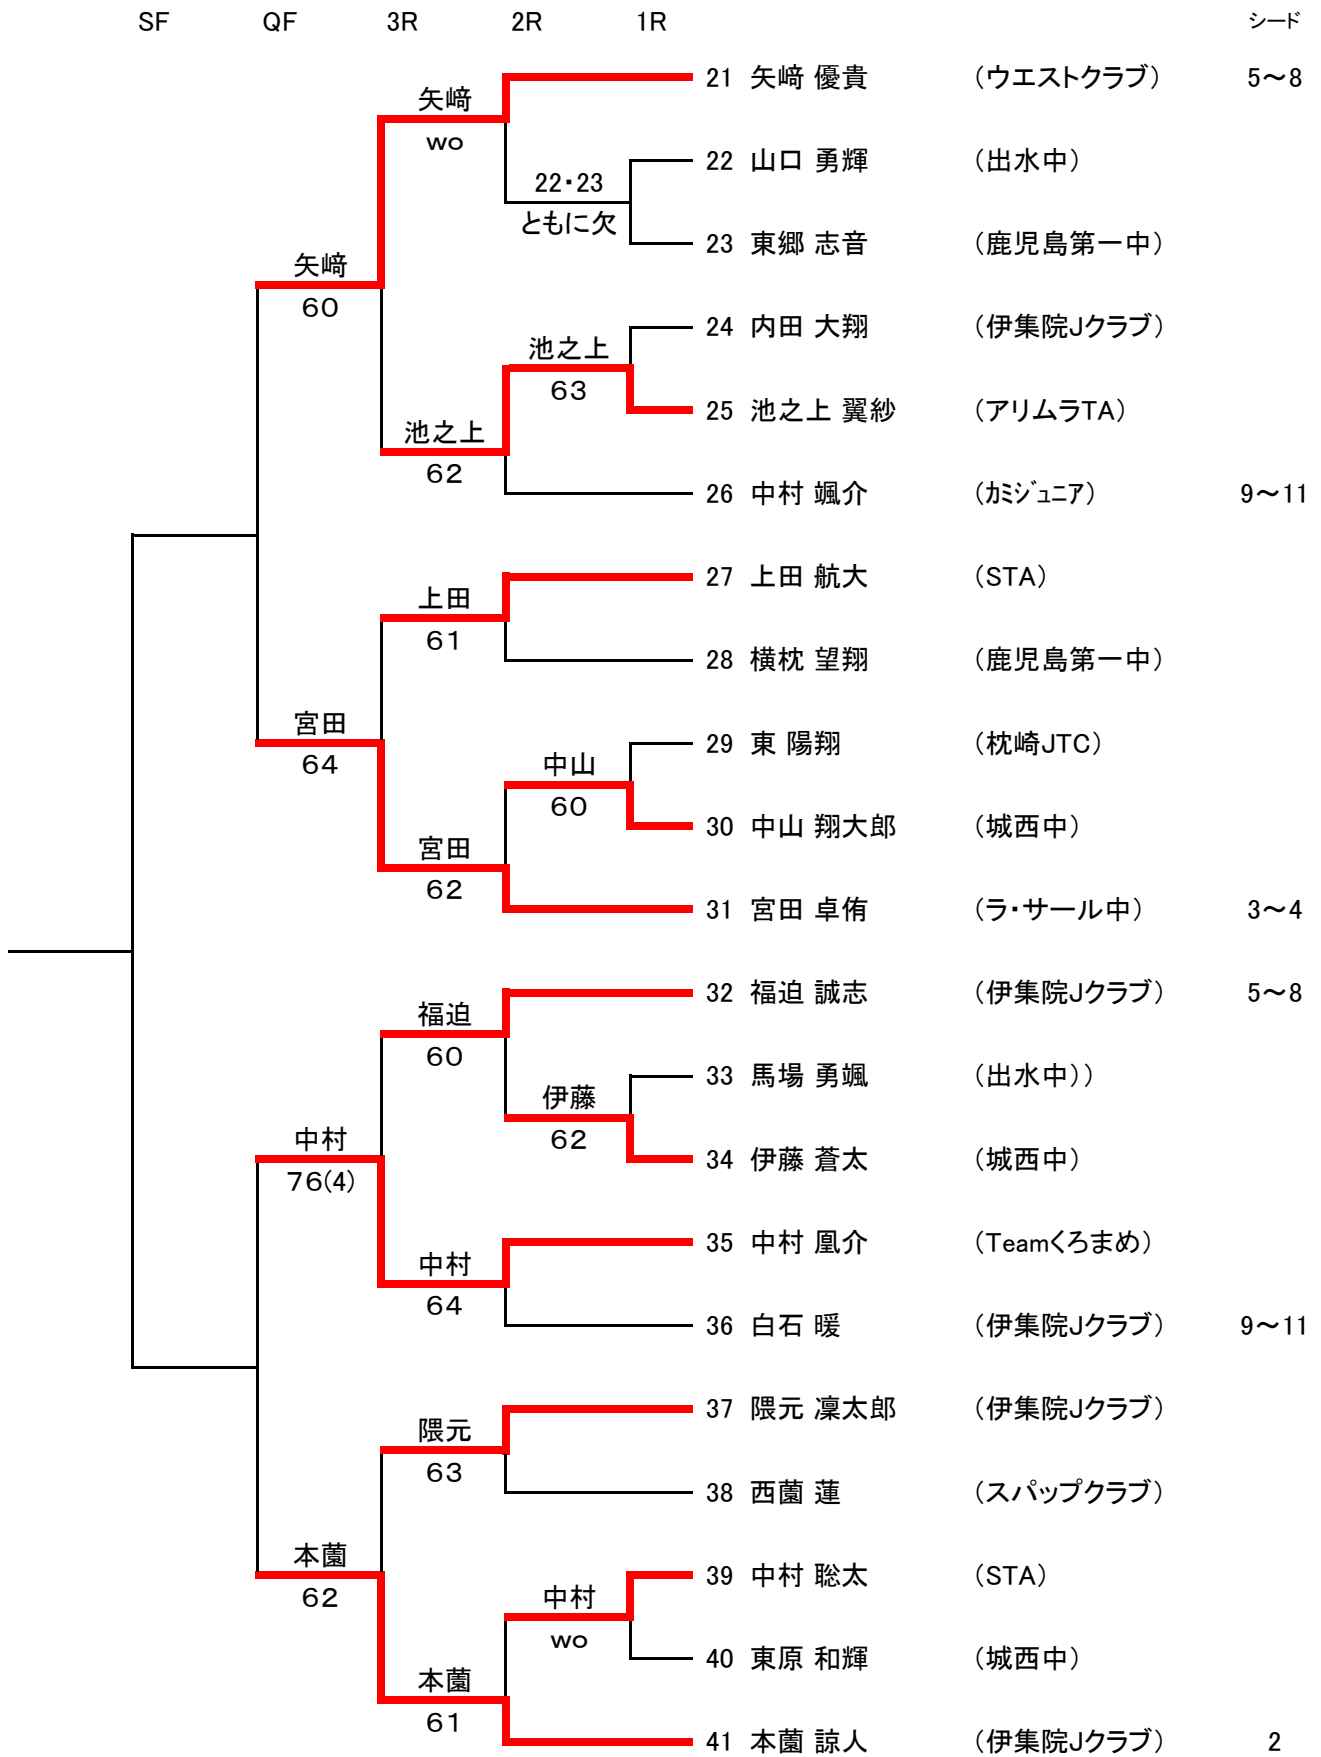 SF QF 3R 2R 1R シード
21 矢﨑 優貴 （ウエストクラブ） 5～8
矢﨑
wo
22 山口 勇輝 （出水中）
22・23
ともに欠
23 東郷 志音 （鹿児島第一中）
矢﨑
60
24 内田 大翔 （伊集院Jクラブ）
池之上
63
25 池之上 翼紗 （アリムラTA）
池之上
62
26 中村 颯介 （ｶﾐｼﾞｭﾆｱ） 9～11
27 上田 航大 （STA）
上田
61
28 横枕 望翔 （鹿児島第一中）
宮田
64
29 東 陽翔 （枕崎JTC）
中山
60
30 中山 翔大郎 （城西中）
宮田
62
31 宮田 卓侑 （ラ・サール中） 3～4
32 福迫 誠志 （伊集院Jクラブ） 5～8
福迫
60
33 馬場 勇颯 （出水中））
伊藤
62
34 伊藤 蒼太 （城西中）
中村
76(4)
35 中村 凰介 （Teamくろまめ）
中村
64
36 白石 暖 （伊集院Jクラブ） 9～11
37 隈元 凜太郎 （伊集院Jクラブ）
隈元
63
38 西薗 蓮 （スパップクラブ）
本薗
62
39 中村 聡太 （STA）
中村
wo
40 東原 和輝 （城西中）
本薗
61
41 本薗 諒人 （伊集院Jクラブ） 2